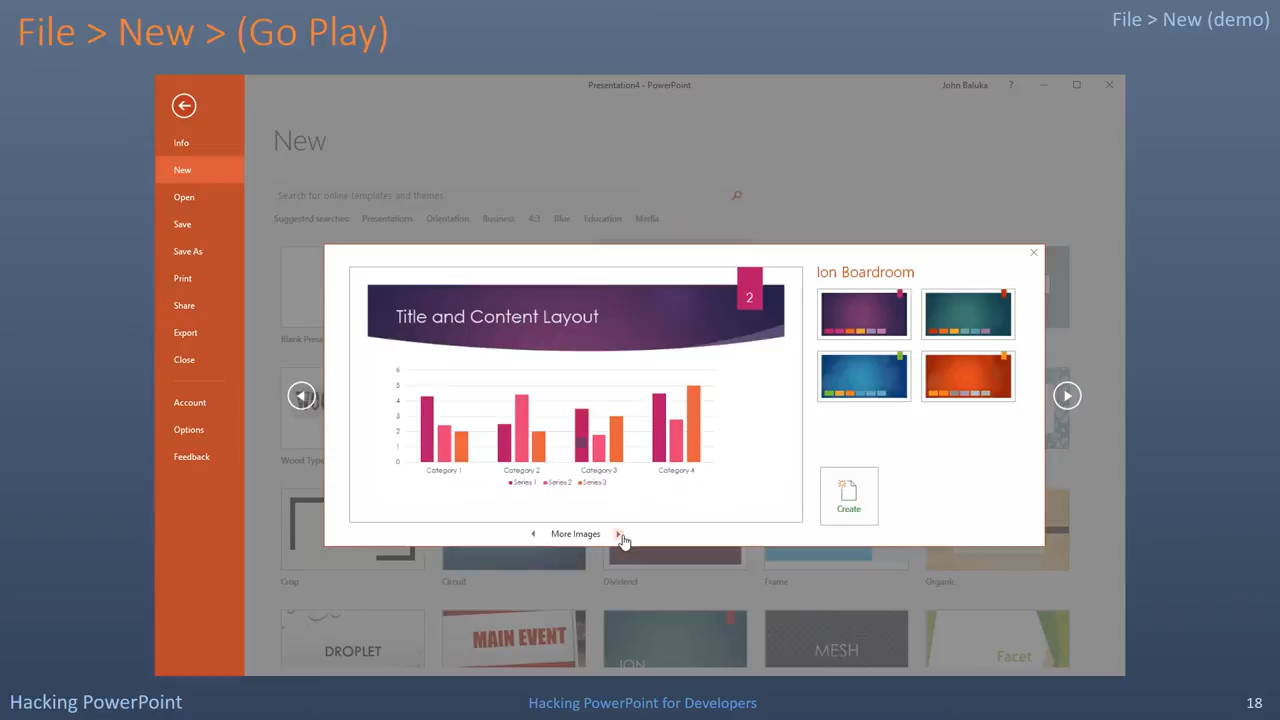 File > New > (Go Play)
File > New (demo)
Presentation4 - PowerPoint
John Baluka
?
Info
New
Open
Save
Save As
Print
Share
Export
Close
Account
Options
Feedback
New
Search for online templates and themes
Suggested searches: Presentations Orientation Business 4:3 Blue Education Media
Ion Boardroom
2
Title and Content Layout
6
5
4
3
2
1
0
Category 1 Category 2 Category 3 Category 4
Series 1 Series 2 Series 3
Create
More Images
Blank
Wood Type
Crop Circuit Dividend Frame Organic
DROPLET
MAIN EVENT
ION
MESH
Facet
Hacking PowerPoint
Hacking PowerPoint for Developers
18